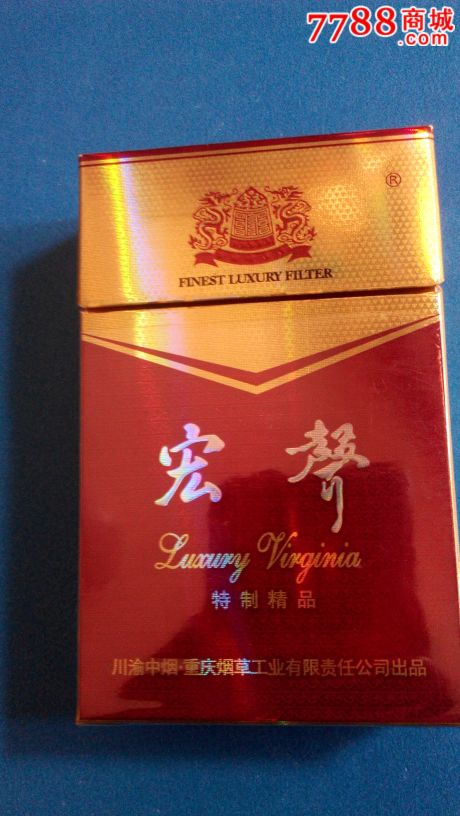 7788商城
.com
®
FINEST LUXURY FILTER
宏聲
Luxury Virginia
特制精品
川渝中烟·重庆烟草工业有限责任公司出品